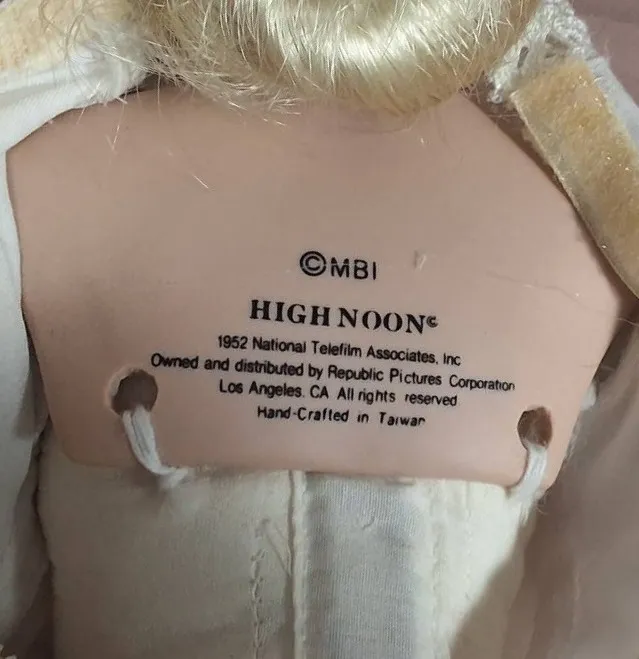 ©MBI
HIGH NOON©
1952 National Telefilm Associates, Inc
Owned and distributed by Republic Pictures Corporation
Los Angeles. CA All rights reserved
Hand-Crafted in Taiwan